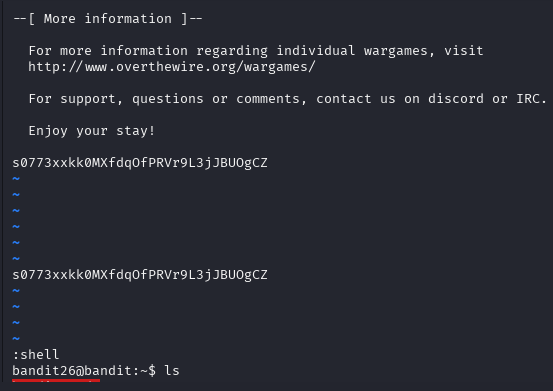 --[ More information ]--
For more information regarding individual wargames, visit
http://www.overthewire.org/wargames/
For support, questions or comments, contact us on discord or IRC.
Enjoy your stay!
s0773xxkk0MXfdqOfPRVr9L3jJBUOgCZ
~
~
~
~
~
~
s0773xxkk0MXfdqOfPRVr9L3jJBUOgCZ
~
~
~
~
:shell
bandit26@bandit:~$ ls